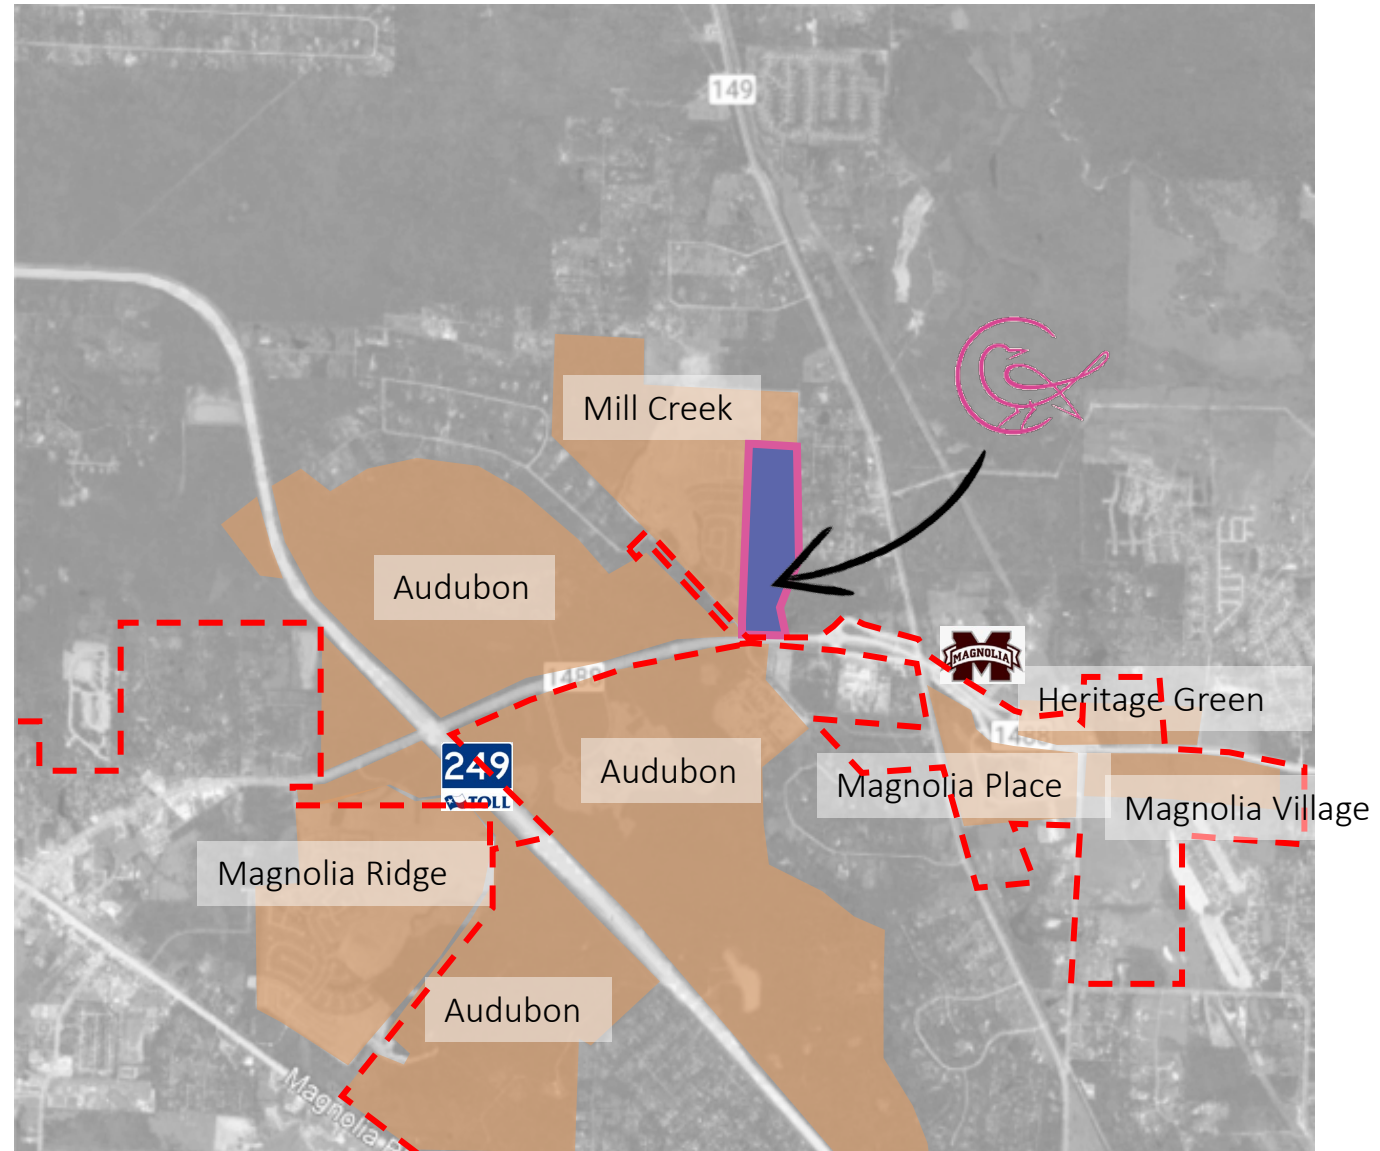 149
Mill Creek
Audubon
1488
MAGNOLIA
Heritage Green
1488
249
TOLL
Audubon
Magnolia Place
Magnolia Village
Magnolia Ridge
Audubon
Magnolia